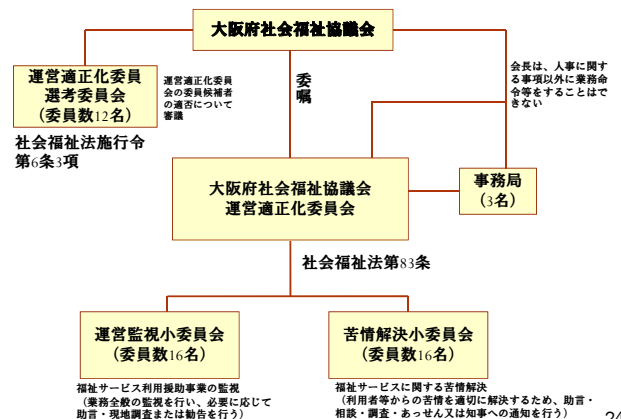 大阪府社会福祉協議会
運営適正化委員
選考委員会
（委員数12名）
運営適正化委員
会の委員候補者
の適否について
審議
委嘱
会長は、人事に関す
る事項以外に業務命
令等をすることはで
きない
社会福祉法施行令
第6条3項
大阪府社会福祉協議会
運営適正化委員会
事務局
（3名）
社会福祉法第83条
運営監視小委員会
（委員数16名）
苦情解決小委員会
（委員数16名）
福祉サービス利用援助事業の監視
（業務全般の監視を行い、必要に応じて
助言・現地調査または勧告を行う）
福祉サービスに関する苦情解決
（利用者等からの苦情を適切に解決するため、助言・
相談・調査・あっせん又は知事への通知を行う）